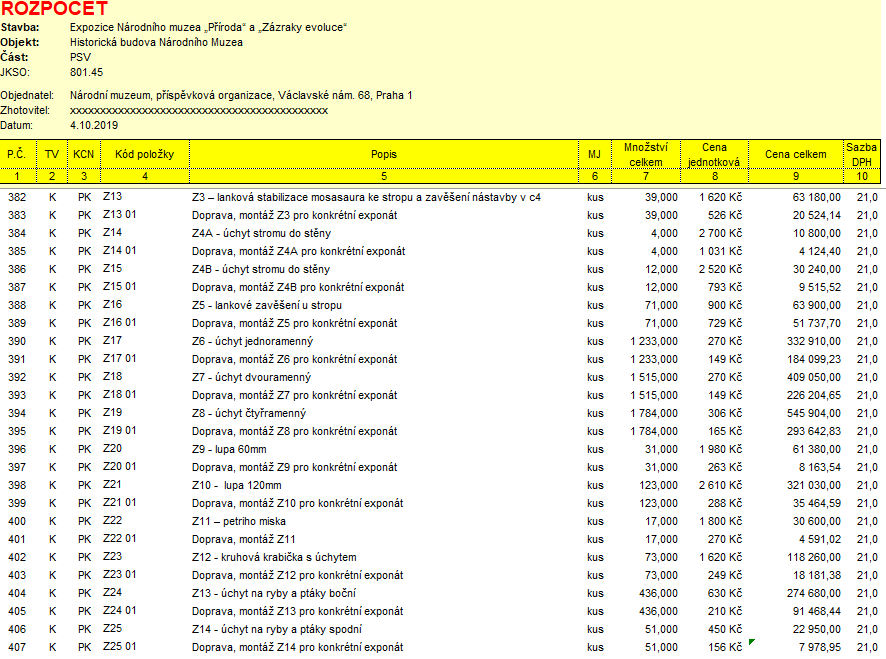 ROZPOCET
Stavba: Expozice Národního muzea „Příroda“ a „Zázraky evoluce“
Objekt: Historická budova Národního Muzea
Část: PSV
JKSO: 801.45
Objednatel: Národní muzeum, příspěvková organizace, Václavské nám. 68, Praha 1
Zhotovitel: xxxxxxxxxxxxxxxxxxxxxxxxxxxxxxxxxxxxxxxxxxx
Datum: 4.10.2019
P.Č. TV KCN Kód položky Popis MJ Množství celkem Cena jednotková Cena celkem Sazba DPH
1 2 3 4 5 6 7 8 9 10
382 K PK Z13 Z3 – lanková stabilizace mosasaura ke stropu a zavěšení nástavby v c4 kus 39,000 1 620 Kč 63 180,00 21,0
383 K PK Z13 01 Doprava, montáž Z3 pro konkrétní exponát kus 39,000 526 Kč 20 524,14 21,0
384 K PK Z14 Z4A - úchyt stromu do stěny kus 4,000 2 700 Kč 10 800,00 21,0
385 K PK Z14 01 Doprava, montáž Z4A pro konkrétní exponát kus 4,000 1 031 Kč 4 124,40 21,0
386 K PK Z15 Z4B - úchyt stromu do stěny kus 12,000 2 520 Kč 30 240,00 21,0
387 K PK Z15 01 Doprava, montáž Z4B pro konkrétní exponát kus 12,000 793 Kč 9 515,52 21,0
388 K PK Z16 Z5 - lankové zavěšení u stropu kus 71,000 900 Kč 63 900,00 21,0
389 K PK Z16 01 Doprava, montáž Z5 pro konkrétní exponát kus 71,000 729 Kč 51 737,70 21,0
390 K PK Z17 Z6 - úchyt jednoramenný kus 1 233,000 270 Kč 332 910,00 21,0
391 K PK Z17 01 Doprava, montáž Z6 pro konkrétní exponát kus 1 233,000 149 Kč 184 099,23 21,0
392 K PK Z18 Z7 - úchyt dvouramenný kus 1 515,000 270 Kč 409 050,00 21,0
393 K PK Z18 01 Doprava, montáž Z7 pro konkrétní exponát kus 1 515,000 149 Kč 226 204,65 21,0
394 K PK Z19 Z8 - úchyt čtyřramenný kus 1 784,000 306 Kč 545 904,00 21,0
395 K PK Z19 01 Doprava, montáž Z8 pro konkrétní exponát kus 1 784,000 165 Kč 293 642,83 21,0
396 K PK Z20 Z9 - lupa 60mm kus 31,000 1 980 Kč 61 380,00 21,0
397 K PK Z20 01 Doprava, montáž Z9 pro konkrétní exponát kus 31,000 263 Kč 8 163,54 21,0
398 K PK Z21 Z10 - lupa 120mm kus 123,000 2 610 Kč 321 030,00 21,0
399 K PK Z21 01 Doprava, montáž Z10 pro konkrétní exponát kus 123,000 288 Kč 35 464,59 21,0
400 K PK Z22 Z11 – petriho miska kus 17,000 1 800 Kč 30 600,00 21,0
401 K PK Z22 01 Doprava, montáž Z11 kus 17,000 270 Kč 4 591,02 21,0
402 K PK Z23 Z12 - kruhová krabička s úchytem kus 73,000 1 620 Kč 118 260,00 21,0
403 K PK Z23 01 Doprava, montáž Z12 pro konkrétní exponát kus 73,000 249 Kč 18 181,38 21,0
404 K PK Z24 Z13 - úchyt na ryby a ptáky boční kus 436,000 630 Kč 274 680,00 21,0
405 K PK Z24 01 Doprava, montáž Z13 pro konkrétní exponát kus 436,000 210 Kč 91 468,44 21,0
406 K PK Z25 Z14 - úchyt na ryby a ptáky spodní kus 51,000 450 Kč 22 950,00 21,0
407 K PK Z25 01 Doprava, montáž Z14 pro konkrétní exponát kus 51,000 156 Kč 7 978,95 21,0